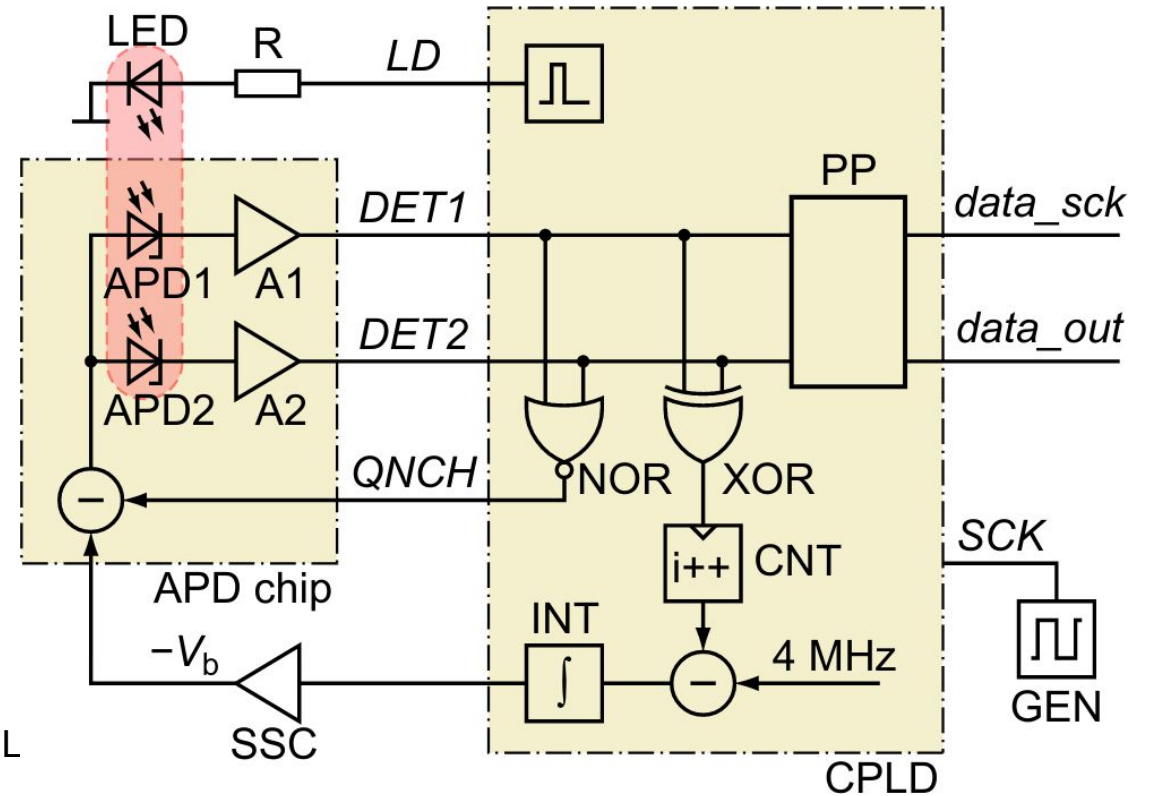 LED
R
LD
PP
DET1
data_sck
APD1
A1
DET2
data_out
APD2
A2
QNCH
NOR
XOR
−
SCK
i++
CNT
APD chip
INT
−Vb
∫
−
4 MHz
GEN
SSC
L
CPLD